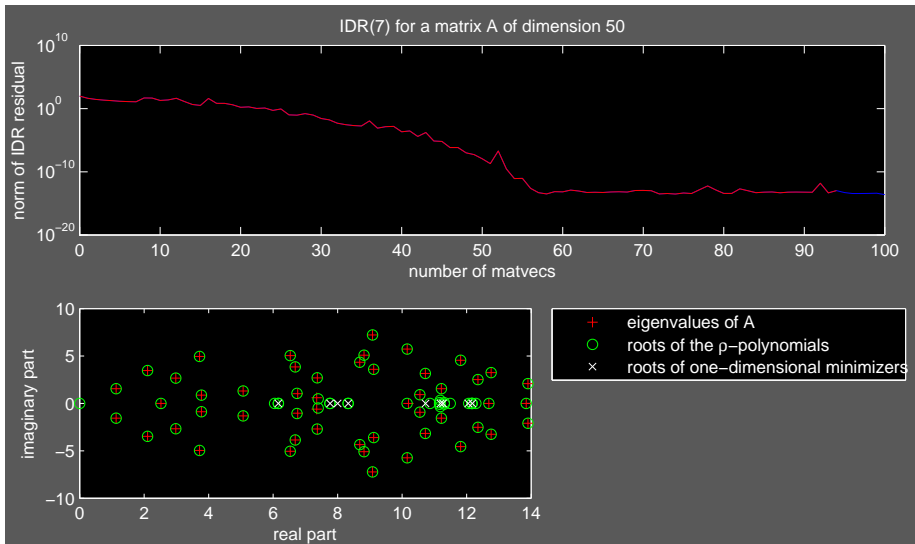 IDR(7) for a matrix A of dimension 50
norm of IDR residual
10^10
10^0
10^-10
10^-20
0 10 20 30 40 50 60 70 80 90 100
number of matvecs
imaginary part
10
5
0
-5
-10
0 2 4 6 8 10 12 14
real part
eigenvalues of A
roots of the ρ-polynomials
roots of one-dimensional minimizers